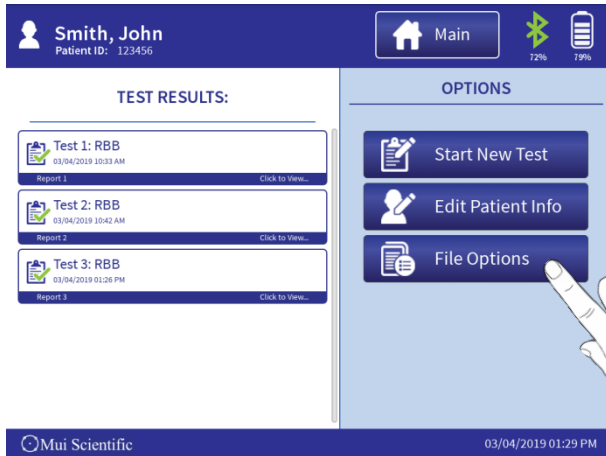 Smith, John
Patient ID: 123456
Main
72%
79%
TEST RESULTS:
Test 1: RBB
03/04/2019 10:33 AM
Report 1 Click to View...
Test 2: RBB
03/04/2019 10:42 AM
Report 2 Click to View...
Test 3: RBB
03/04/2019 01:26 PM
Report 3 Click to View...
OPTIONS
Start New Test
Edit Patient Info
File Options
Mui Scientific
03/04/2019 01:29 PM